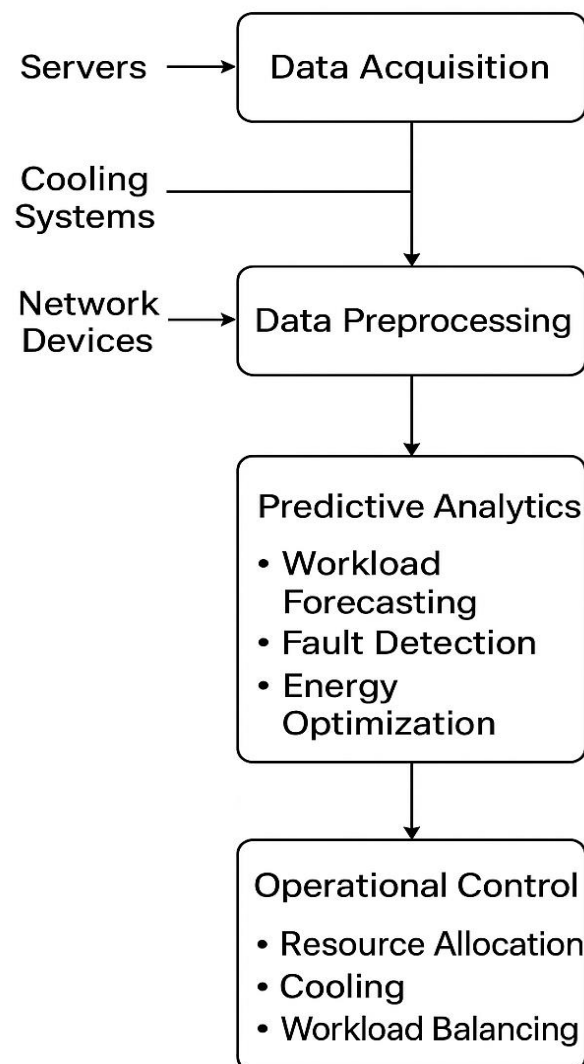 Servers
Data Acquisition
Cooling
Systems
Network
Devices
Data Preprocessing
Predictive Analytics
• Workload
Forecasting
• Fault Detection
• Energy
Optimization
Operational Control
• Resource Allocation
• Cooling
• Workload Balancing